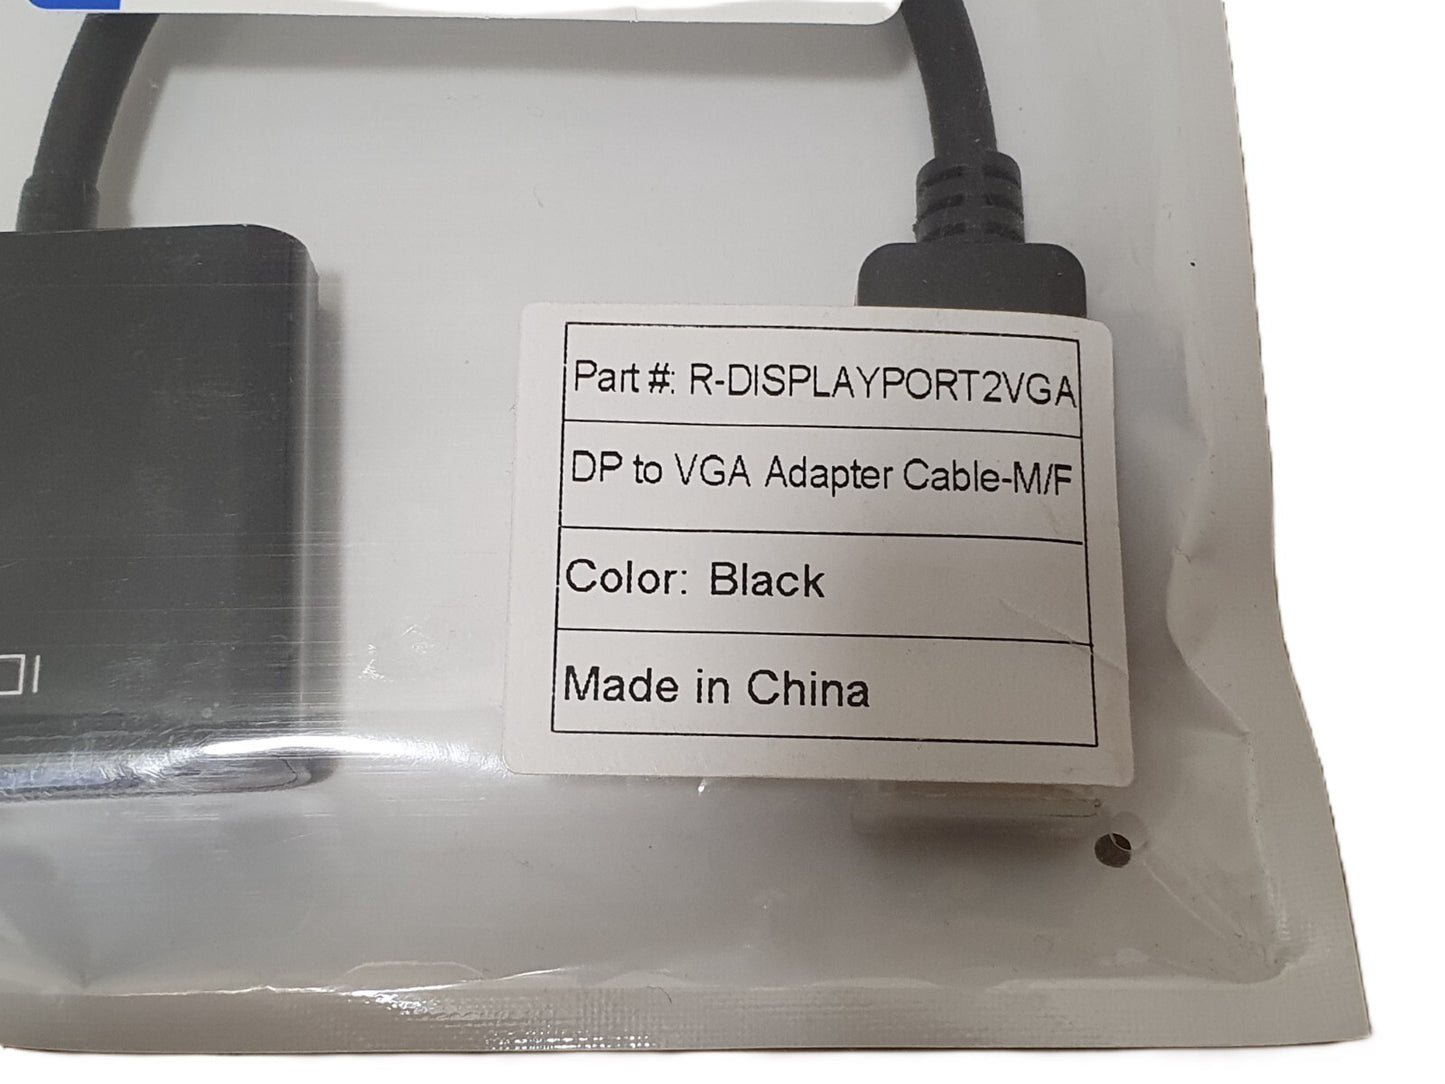 Part #: R-DISPLAYPORT2VGA
DP to VGA Adapter Cable-M/F
Color: Black
Made in China